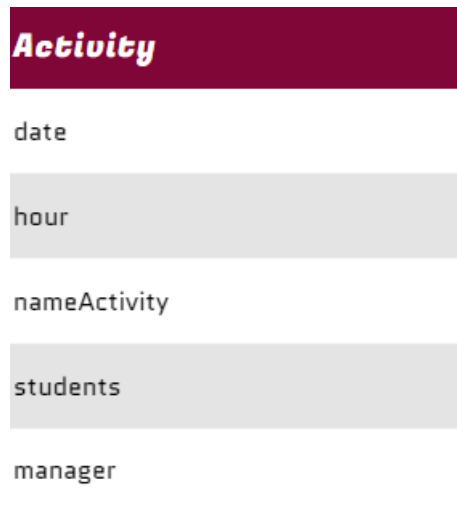 Activity
date
hour
nameActivity
students
manager